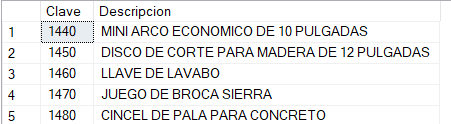 Clave Descripcion
1 1440 MINI ARCO ECONOMICO DE 10 PULGADAS
2 1450 DISCO DE CORTE PARA MADERA DE 12 PULGADAS
3 1460 LLAVE DE LAVABO
4 1470 JUEGO DE BROCA SIERRA
5 1480 CINCEL DE PALA PARA CONCRETO